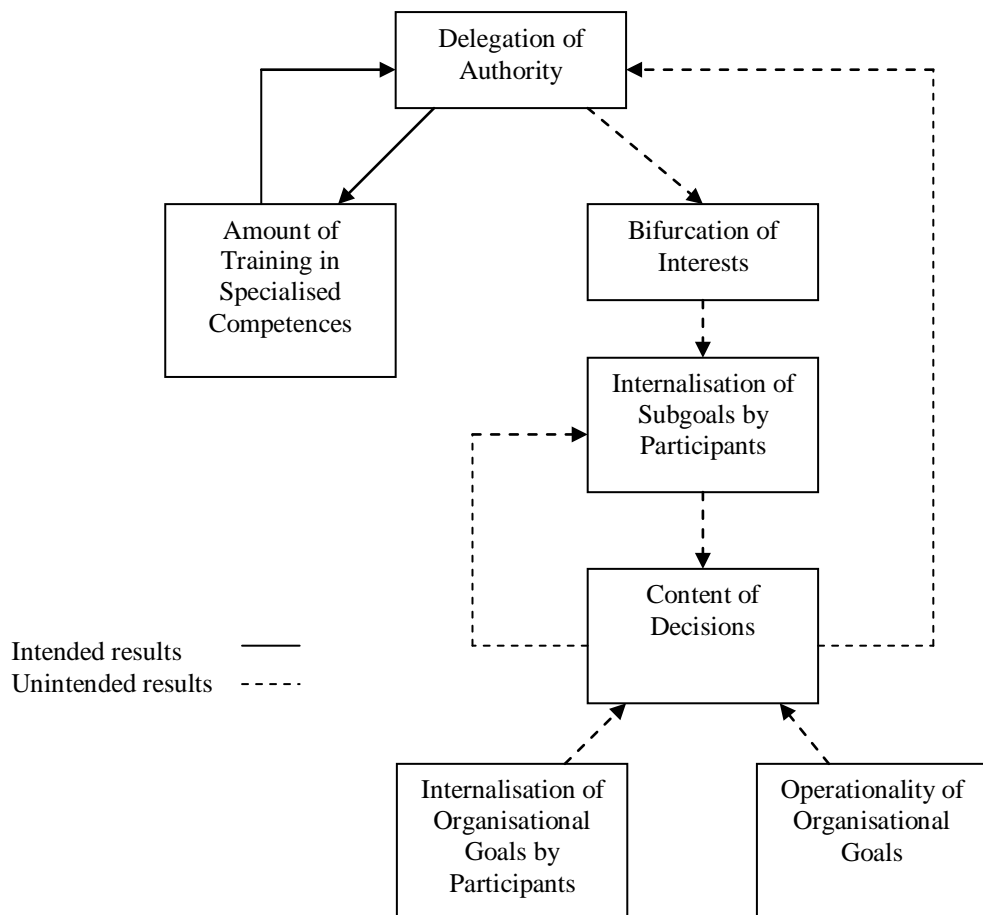 Delegation of
Authority
Amount of
Training in
Specialised
Competences
Bifurcation of
Interests
Internalisation of
Subgoals by
Participants
Content of
Decisions
Intended results
Unintended results
Internalisation of
Organisational
Goals by
Participants
Operationality of
Organisational
Goals